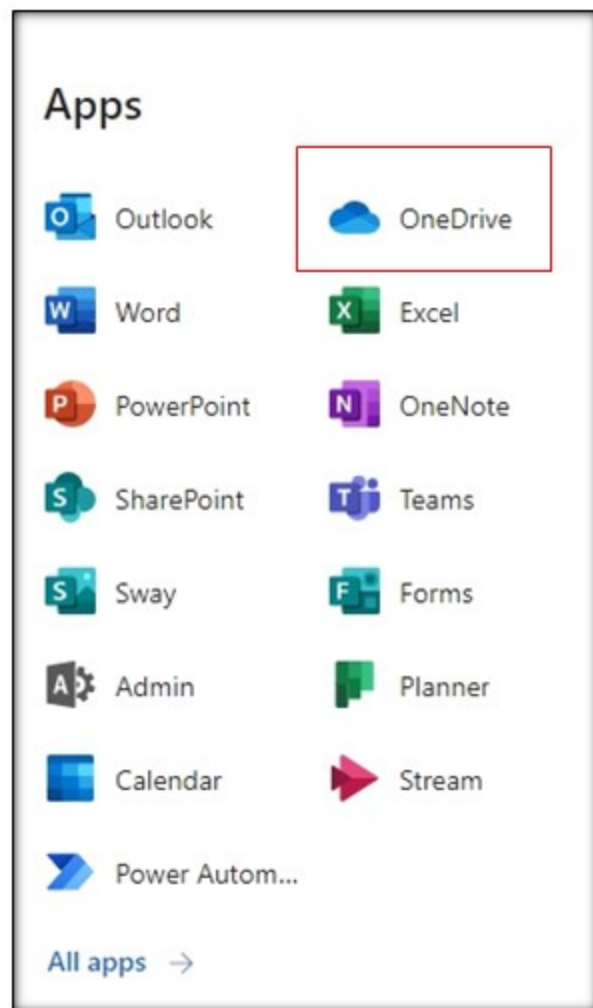 Apps
Outlook
OneDrive
Word
Excel
PowerPoint
OneNote
SharePoint
Teams
Sway
Forms
Admin
Planner
Calendar
Stream
Power Autom...
All apps →